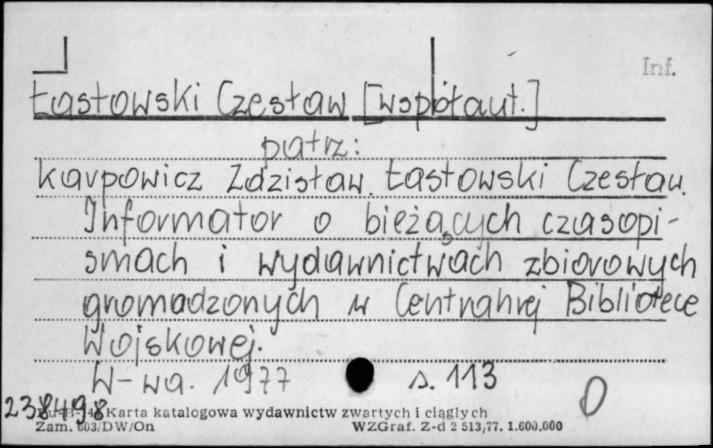 Inf.
Łastowski Czesław [współaut.]
patrz:
Karpowicz Zdzisław, Łastowski Czesław.
Informator o bieżących czasopi-
smach i wydawnictwach zbiorowych
gromadzonych w Centralnej Bibliotece
Wojskowej.
W-wa. 1977 s. 113
238498
Karta katalogowa wydawnictw zwartych i ciągłych
Zam. 603/DW/On WZGraf. Z-d 2 513,77. 1.600.000